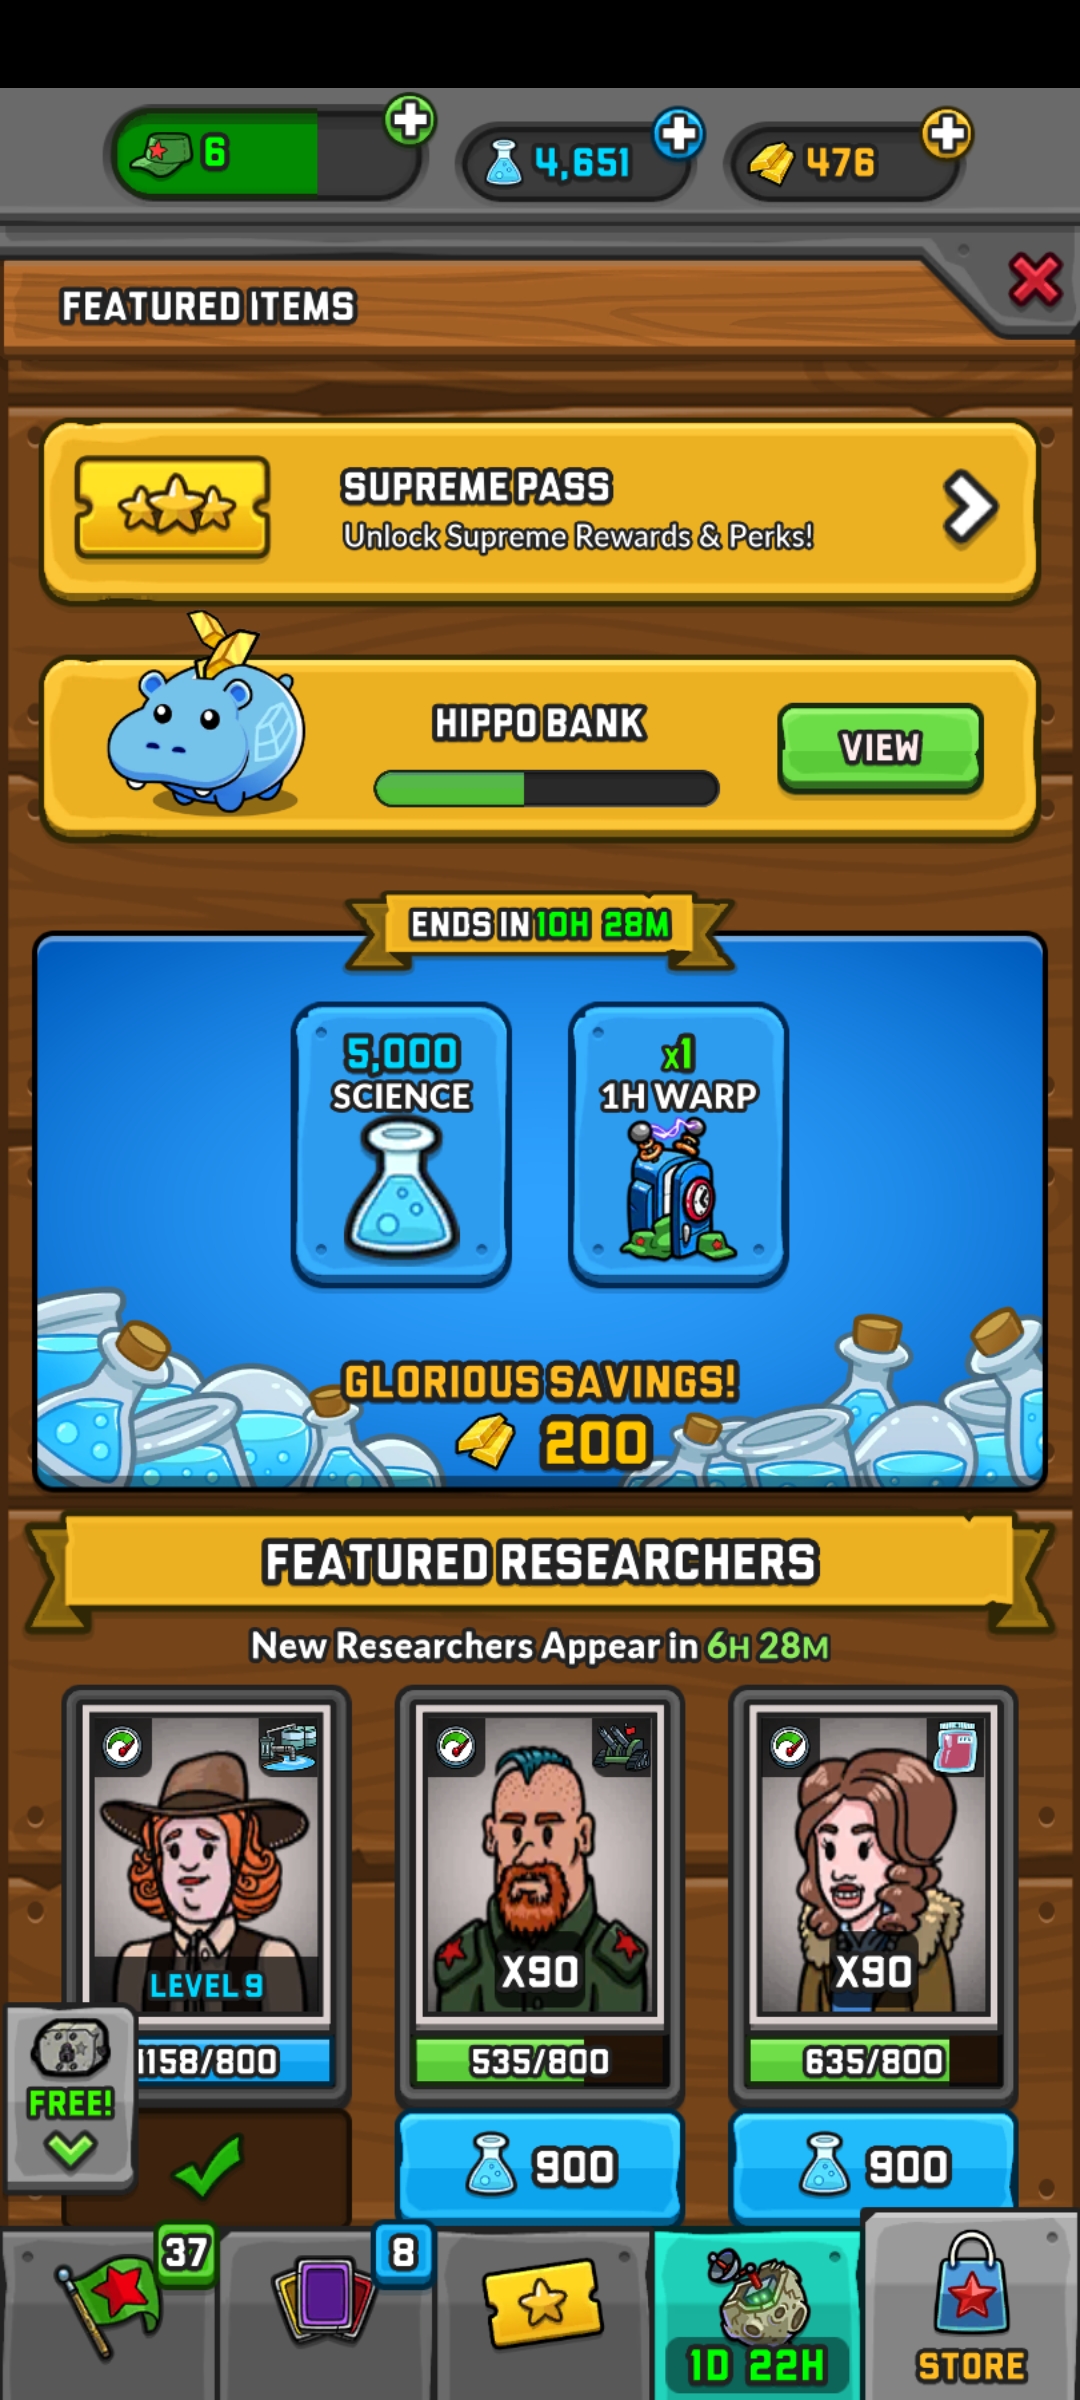 6
4,651
476
FEATURED ITEMS
SUPREME PASS
Unlock Supreme Rewards & Perks!
HIPPO BANK
VIEW
ENDS IN 10H 28M
5,000
SCIENCE
x1
1H WARP
GLORIOUS SAVINGS!
200
FEATURED RESEARCHERS
New Researchers Appear in 6H 28M
LEVEL 9
X90
X90
1158/800
535/800
635/800
FREE!
900
900
37
8
1D 22H
STORE